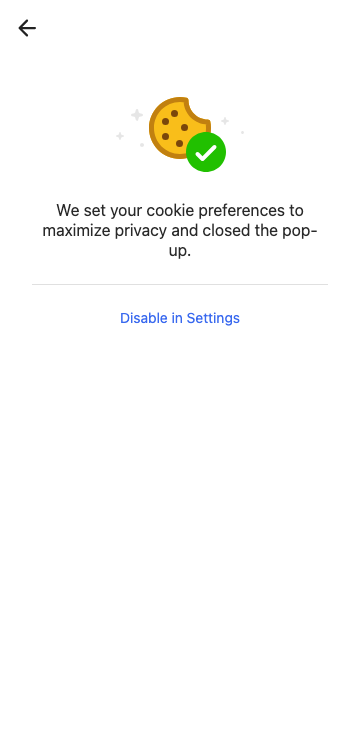 We set your cookie preferences to
maximize privacy and closed the pop-
up.
Disable in Settings